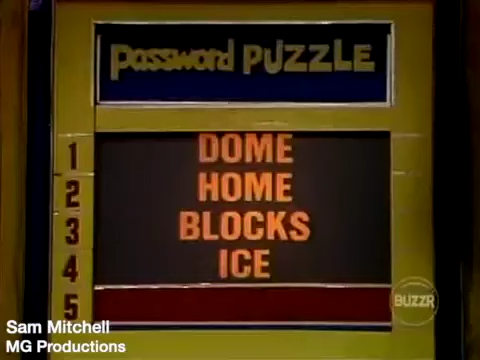 password PUZZLE
1 DOME
2 HOME
3 BLOCKS
4 ICE
5
BUZZR
Sam Mitchell
MG Productions